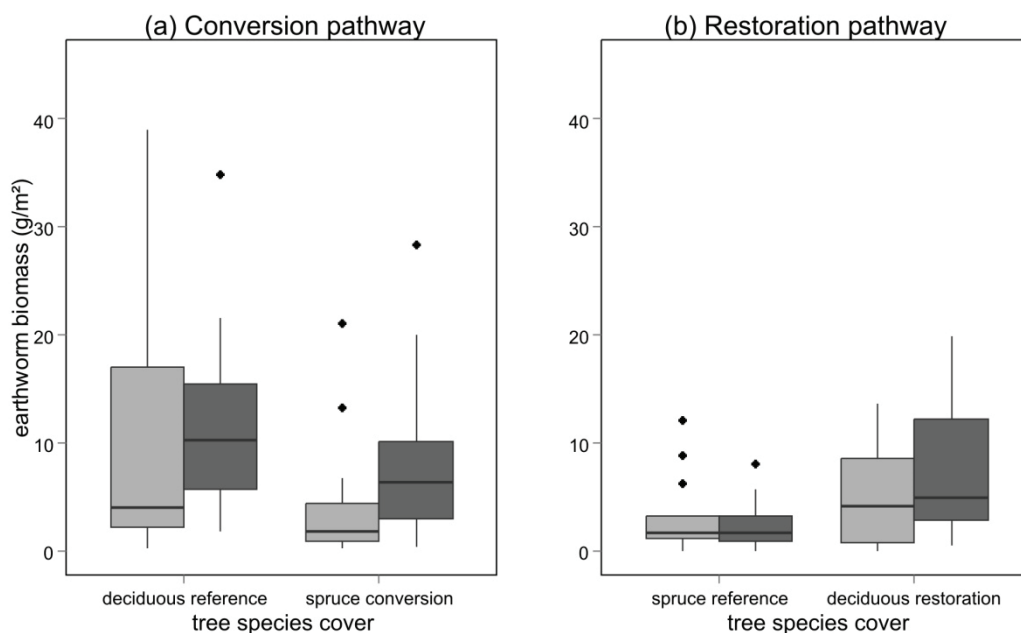 (a) Conversion pathway
(b) Restoration pathway
earthworm biomass (g/m²)
40
30
20
10
0
deciduous reference
spruce conversion
tree species cover
40
30
20
10
0
spruce reference
deciduous restoration
tree species cover